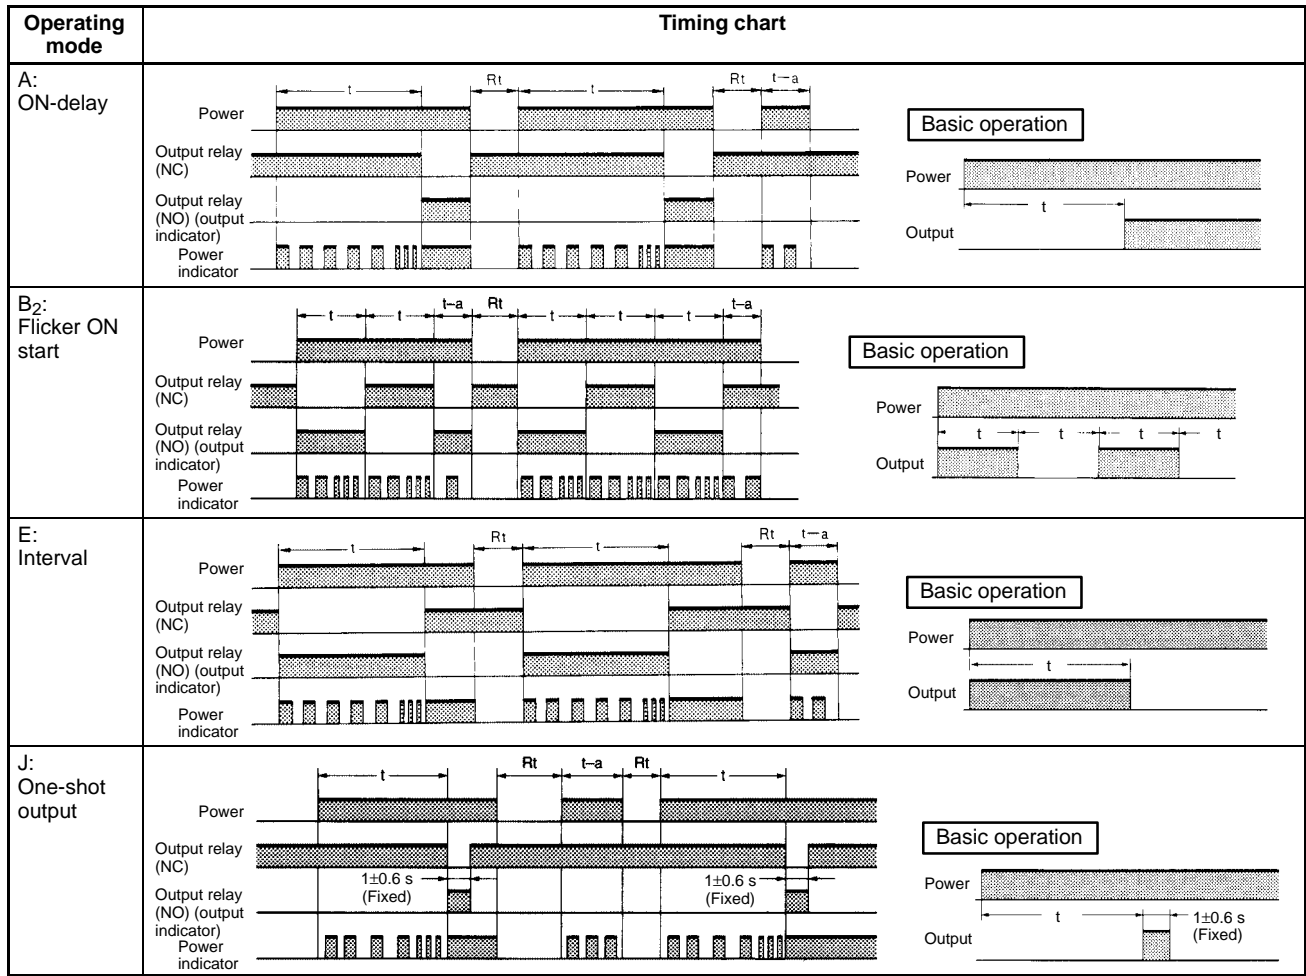 Operating
mode
Timing chart
A:
ON-delay
t
Rt
t
Rt
t−a
Power
Output relay
(NC)
Output relay
(NO) (output
indicator)
Power
indicator
Basic operation
Power
t
Output
B2:
Flicker ON
start
t
t
t–a
Rt
t
t
t
t–a
Power
Output relay
(NC)
Output relay
(NO) (output
indicator)
Power
indicator
Basic operation
Power
t
t
t
t
Output
E:
Interval
t
Rt
t
Rt
t−a
Power
Output relay
(NC)
Output relay
(NO) (output
indicator)
Power
indicator
Basic operation
Power
t
Output
J:
One-shot
output
t
Rt
t–a
Rt
t
Power
Output relay
(NC)
1±0.6 s
(Fixed)
1±0.6 s
(Fixed)
Output relay
(NO) (output
indicator)
Power
indicator
Basic operation
Power
t
1±0.6 s
(Fixed)
Output